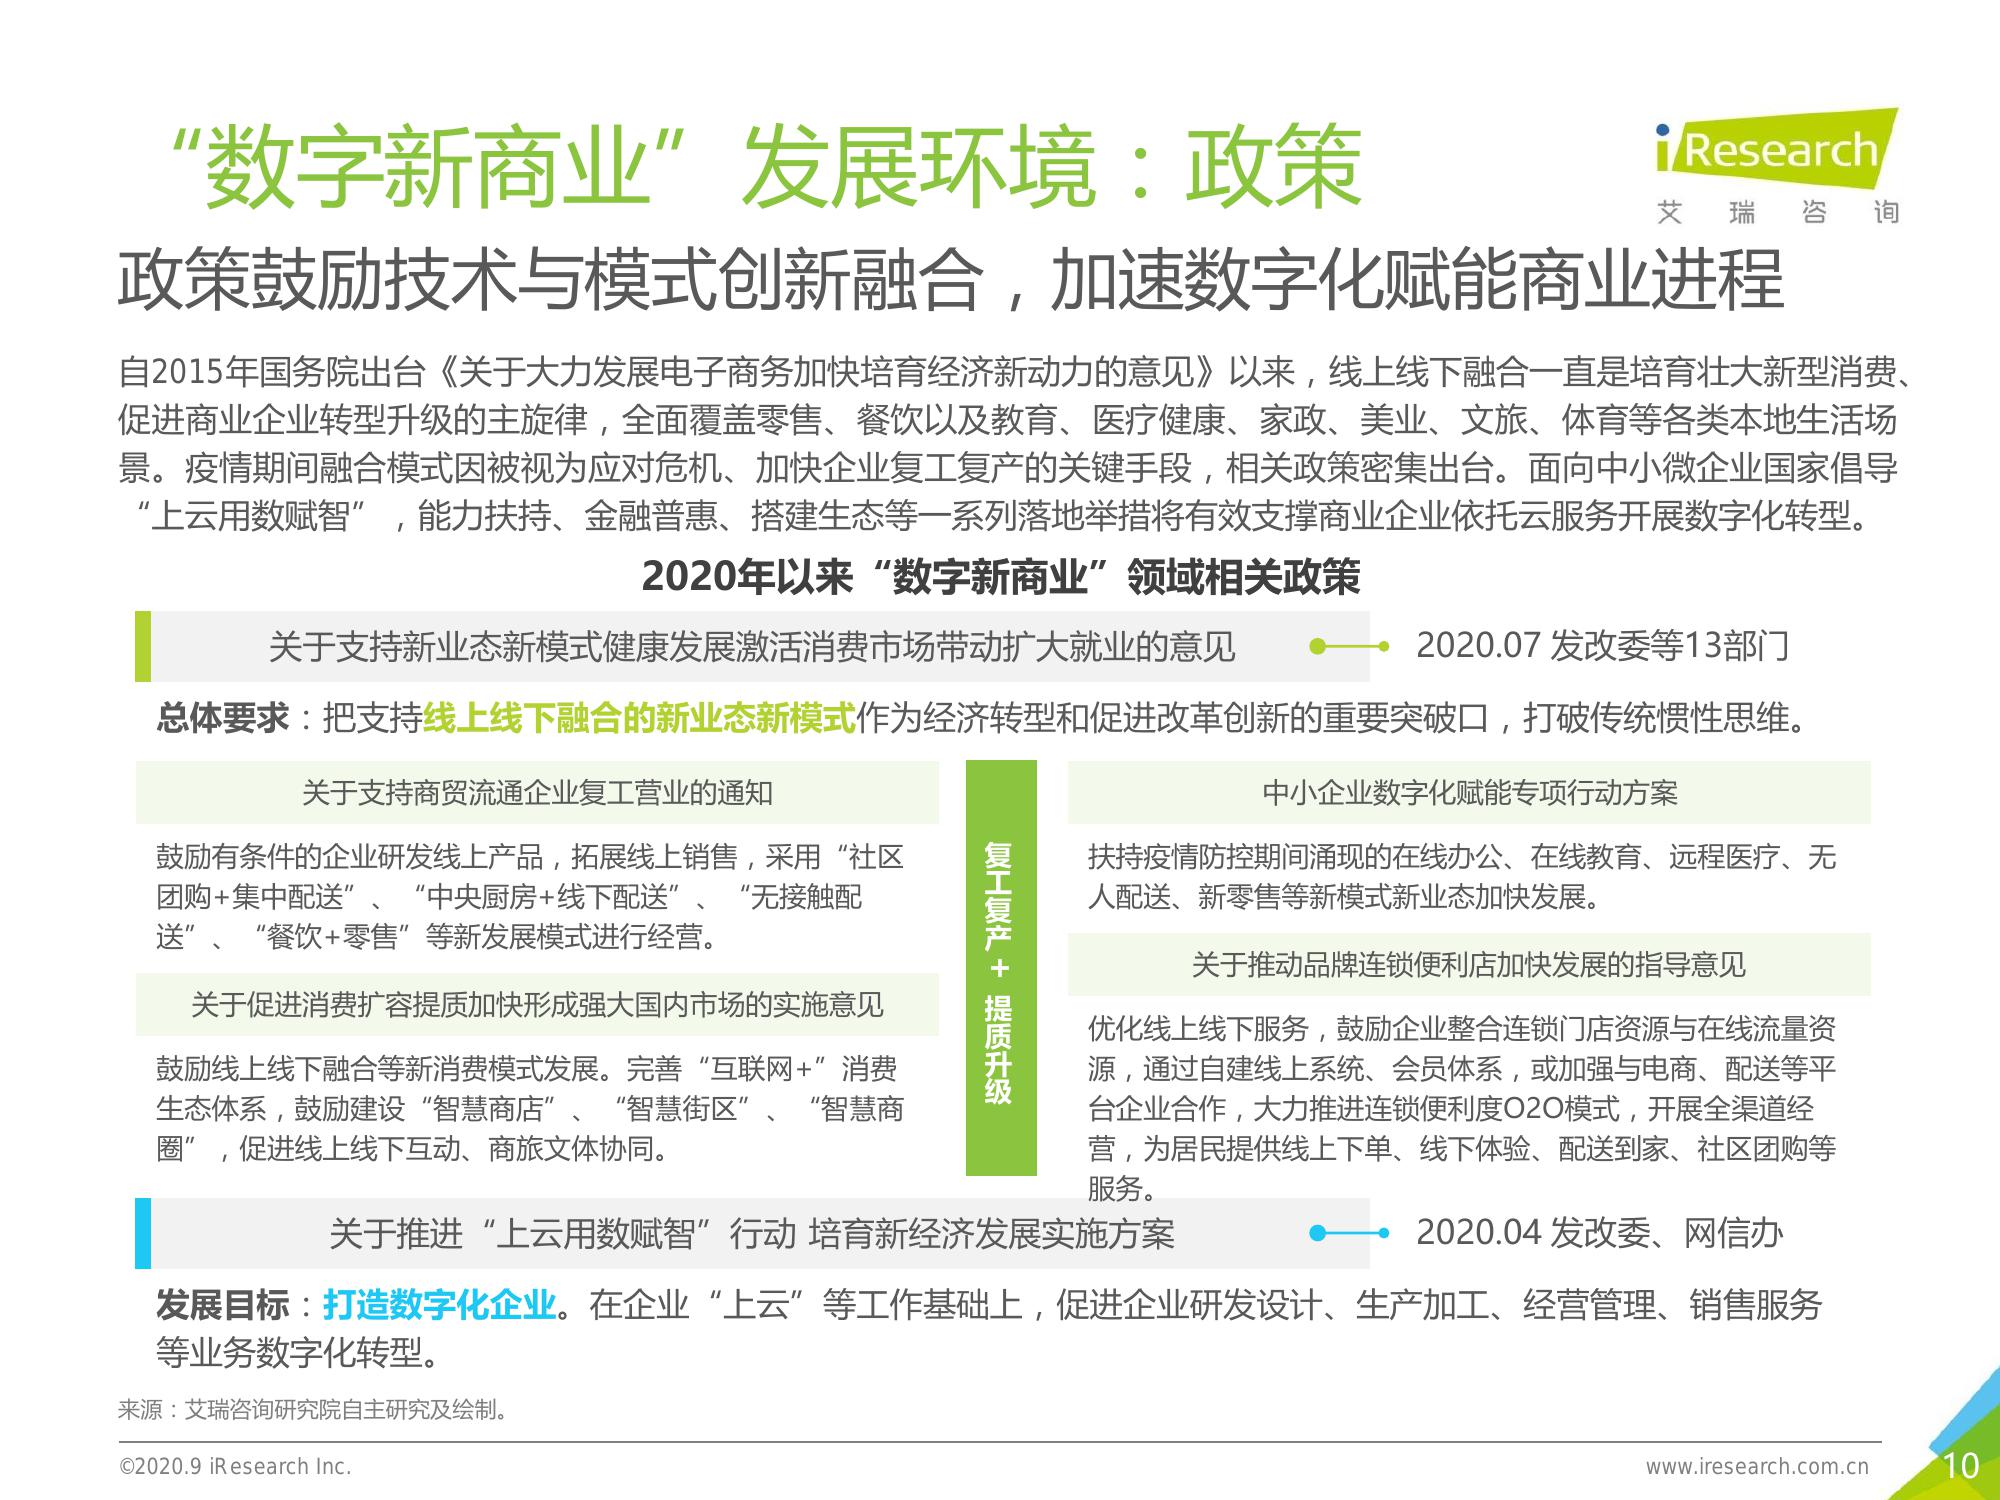 “数字新商业”发展环境：政策
iResearch
艾瑞咨询
政策鼓励技术与模式创新融合，加速数字化赋能商业进程
自2015年国务院出台《关于大力发展电子商务加快培育经济新动力的意见》以来，线上线下融合一直是培育壮大新型消费、
促进商业企业转型升级的主旋律，全面覆盖零售、餐饮以及教育、医疗健康、家政、美业、文旅、体育等各类本地生活场
景。疫情期间融合模式因被视为应对危机、加快企业复工复产的关键手段，相关政策密集出台。面向中小微企业国家倡导
“上云用数赋智”，能力扶持、金融普惠、搭建生态等一系列落地举措将有效支撑商业企业依托云服务开展数字化转型。
2020年以来“数字新商业”领域相关政策
关于支持新业态新模式健康发展激活消费市场带动扩大就业的意见
2020.07 发改委等13部门
总体要求：把支持线上线下融合的新业态新模式作为经济转型和促进改革创新的重要突破口，打破传统惯性思维。
关于支持商贸流通企业复工营业的通知
鼓励有条件的企业研发线上产品，拓展线上销售，采用“社区
团购+集中配送”、“中央厨房+线下配送”、“无接触配
送”、“餐饮+零售”等新发展模式进行经营。
关于促进消费扩容提质加快形成强大国内市场的实施意见
鼓励线上线下融合等新消费模式发展。完善“互联网+”消费
生态体系，鼓励建设“智慧商店”、“智慧街区”、“智慧商
圈”，促进线上线下互动、商旅文体协同。
复工复产+提质升级
中小企业数字化赋能专项行动方案
扶持疫情防控期间涌现的在线办公、在线教育、远程医疗、无
人配送、新零售等新模式新业态加快发展。
关于推动品牌连锁便利店加快发展的指导意见
优化线上线下服务，鼓励企业整合连锁门店资源与在线流量资
源，通过自建线上系统、会员体系，或加强与电商、配送等平
台企业合作，大力推进连锁便利度O2O模式，开展全渠道经
营，为居民提供线上下单、线下体验、配送到家、社区团购等
服务。
关于推进“上云用数赋智”行动 培育新经济发展实施方案
2020.04 发改委、网信办
发展目标：打造数字化企业。在企业“上云”等工作基础上，促进企业研发设计、生产加工、经营管理、销售服务
等业务数字化转型。
来源：艾瑞咨询研究院自主研究及绘制。
©2020.9 iResearch Inc.
www.iresearch.com.cn
10